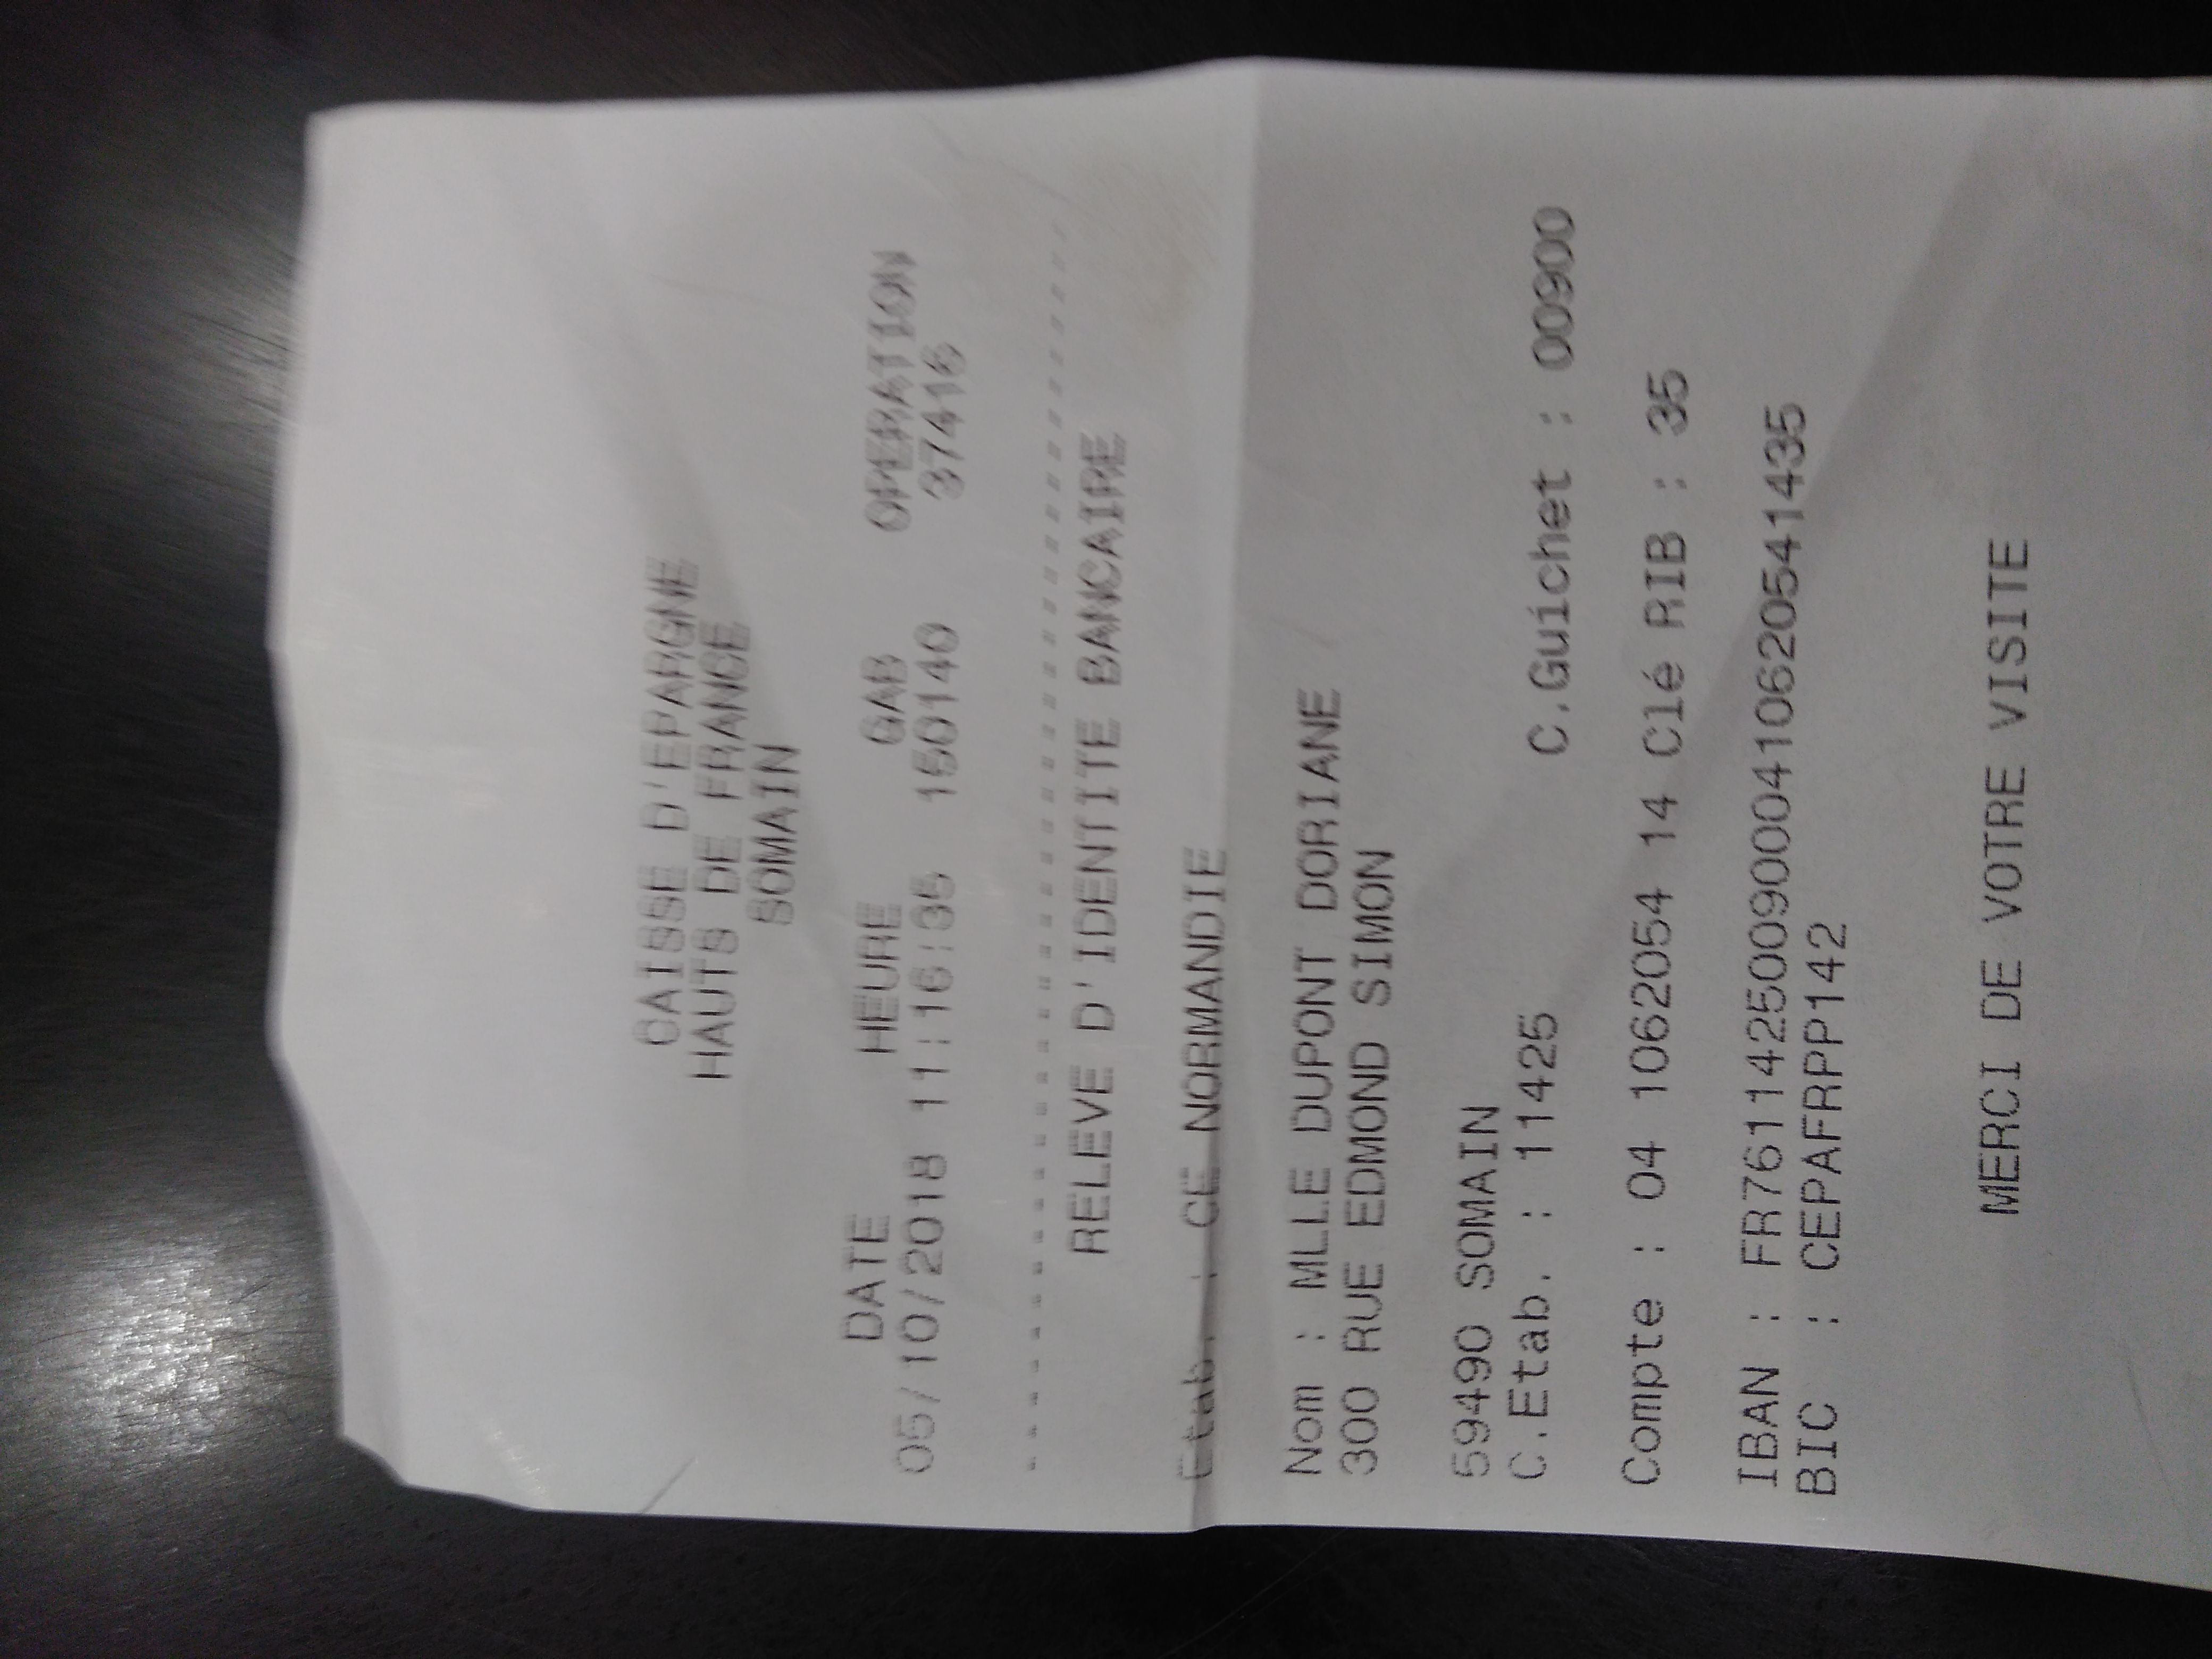 CAISSE D'EPARGNE
HAUTS DE FRANCE
SOMAIN
DATE HEURE GAB OPERATION
05/10/2018 11:16:35 150140 37416
RELEVE D'IDENTITE BANCAIRE
Etab. : CE NORMANDIE
Nom : MLLE DUPONT DORIANE
300 RUE EDMOND SIMON
59490 SOMAIN
C.Etab. : 11425 C.Guichet : 00900
Compte : 04 1062054 14 Clé RIB : 35
IBAN : FR7611425009000410620541435
BIC : CEPAFRPP142
MERCI DE VOTRE VISITE